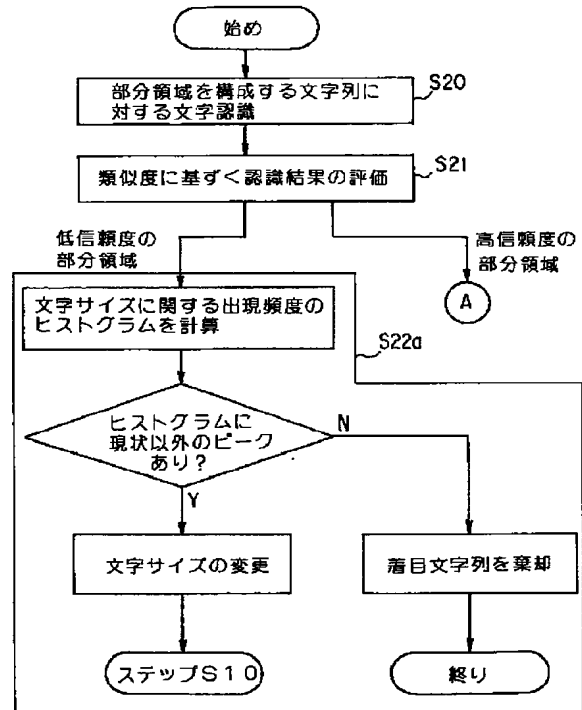 始め
部分領域を構成する文字列に
対する文字認識
S20
類似度に基ずく認識結果の評価
S21
低信頼度の
部分領域
高信頼度の
部分領域
A
文字サイズに関する出現頻度の
ヒストグラムを計算
S22a
ヒストグラムに
現状以外のピーク
あり?
N
Y
文字サイズの変更
着目文字列を棄却
ステップS10
終り